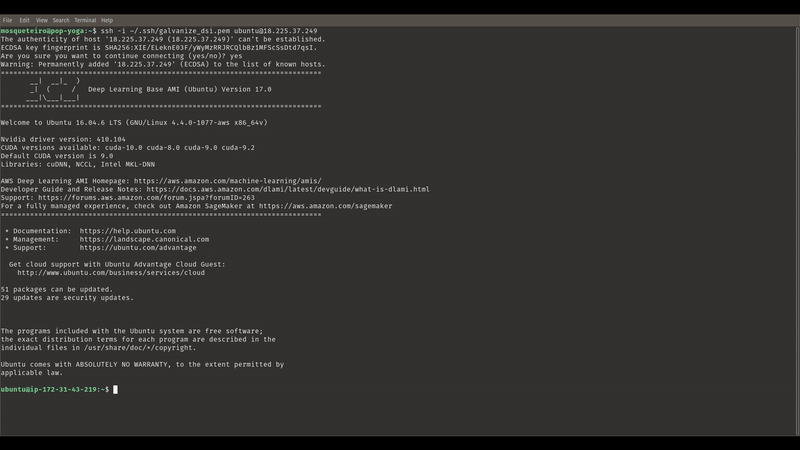 File Edit View Search Terminal Help
mosqueteiro@pop-yoga:~$ ssh -i ~/.ssh/galvanize_dsi.pem ubuntu@18.225.37.249
The authenticity of host '18.225.37.249 (18.225.37.249)' can't be established.
ECDSA key fingerprint is SHA256:XIE/ELeknE03F/yWyMzRRJRCQlbBz1MFScSsDtd7qsI.
Are you sure you want to continue connecting (yes/no)? yes
Warning: Permanently added '18.225.37.249' (ECDSA) to the list of known hosts.
=============================================================================
       __|  __|_  )
       _|  (     /   Deep Learning Base AMI (Ubuntu) Version 17.0
      ___|\___|___|
=============================================================================
Welcome to Ubuntu 16.04.6 LTS (GNU/Linux 4.4.0-1077-aws x86_64v)
Nvidia driver version: 410.104
CUDA versions available: cuda-10.0 cuda-8.0 cuda-9.0 cuda-9.2
Default CUDA version is 9.0
Libraries: cuDNN, NCCL, Intel MKL-DNN
AWS Deep Learning AMI Homepage: https://aws.amazon.com/machine-learning/amis/
Developer Guide and Release Notes: https://docs.aws.amazon.com/dlami/latest/devguide/what-is-dlami.html
Support: https://forums.aws.amazon.com/forum.jspa?forumID=263
For a fully managed experience, check out Amazon SageMaker at https://aws.amazon.com/sagemaker
=============================================================================
 * Documentation:  https://help.ubuntu.com
 * Management:     https://landscape.canonical.com
 * Support:        https://ubuntu.com/advantage
  Get cloud support with Ubuntu Advantage Cloud Guest:
    http://www.ubuntu.com/business/services/cloud
51 packages can be updated.
29 updates are security updates.
The programs included with the Ubuntu system are free software;
the exact distribution terms for each program are described in the
individual files in /usr/share/doc/*/copyright.
Ubuntu comes with ABSOLUTELY NO WARRANTY, to the extent permitted by
applicable law.
ubuntu@ip-172-31-43-219:~$